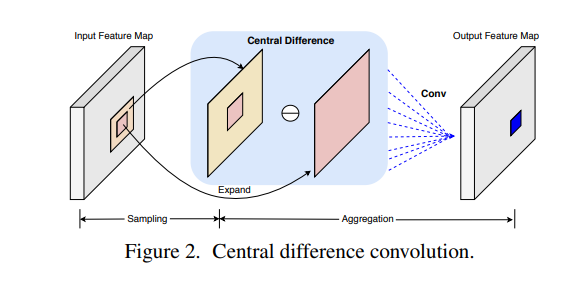 Input Feature Map
Central Difference
Output Feature Map
Conv
Expand
Sampling
Aggregation
Figure 2. Central difference convolution.